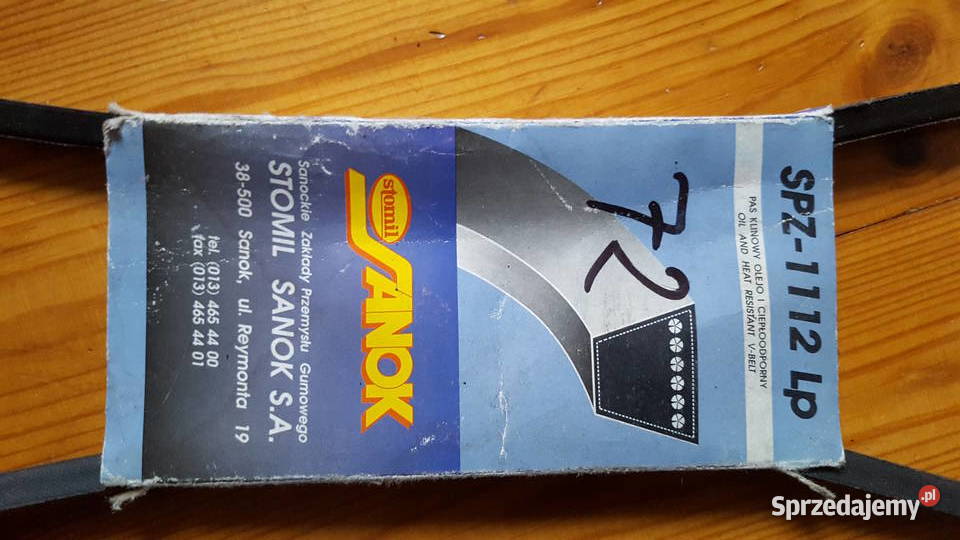 SPZ-1112 Lp
PAS KLINOWY OLEJO I CIEPŁOODPORNY
OIL AND HEAT RESISTANT V-BELT
72
stomil
SANOK
Sanockie Zakłady Przemysłu Gumowego
STOMIL SANOK S.A.
38-500 Sanok, ul. Reymonta 19
tel. (013) 465 44 00
fax (013) 465 44 01
Sprzedajemy.pl